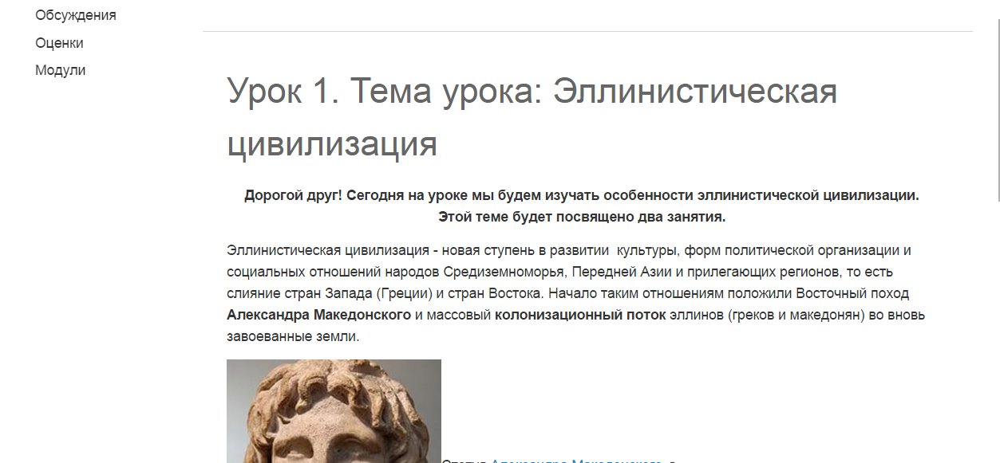 Обсуждения
Оценки
Модули
Урок 1. Тема урока: Эллинистическая
цивилизация
Дорогой друг! Сегодня на уроке мы будем изучать особенности эллинистической цивилизации.
Этой теме будет посвящено два занятия.
Эллинистическая цивилизация - новая ступень в развитии  культуры, форм политической организации и
социальных отношений народов Средиземноморья, Передней Азии и прилегающих регионов, то есть
слияние стран Запада (Греции) и стран Востока. Начало таким отношениям положили Восточный поход
Александра Македонского и массовый колонизационный поток эллинов (греков и македонян) во вновь
завоеванные земли.